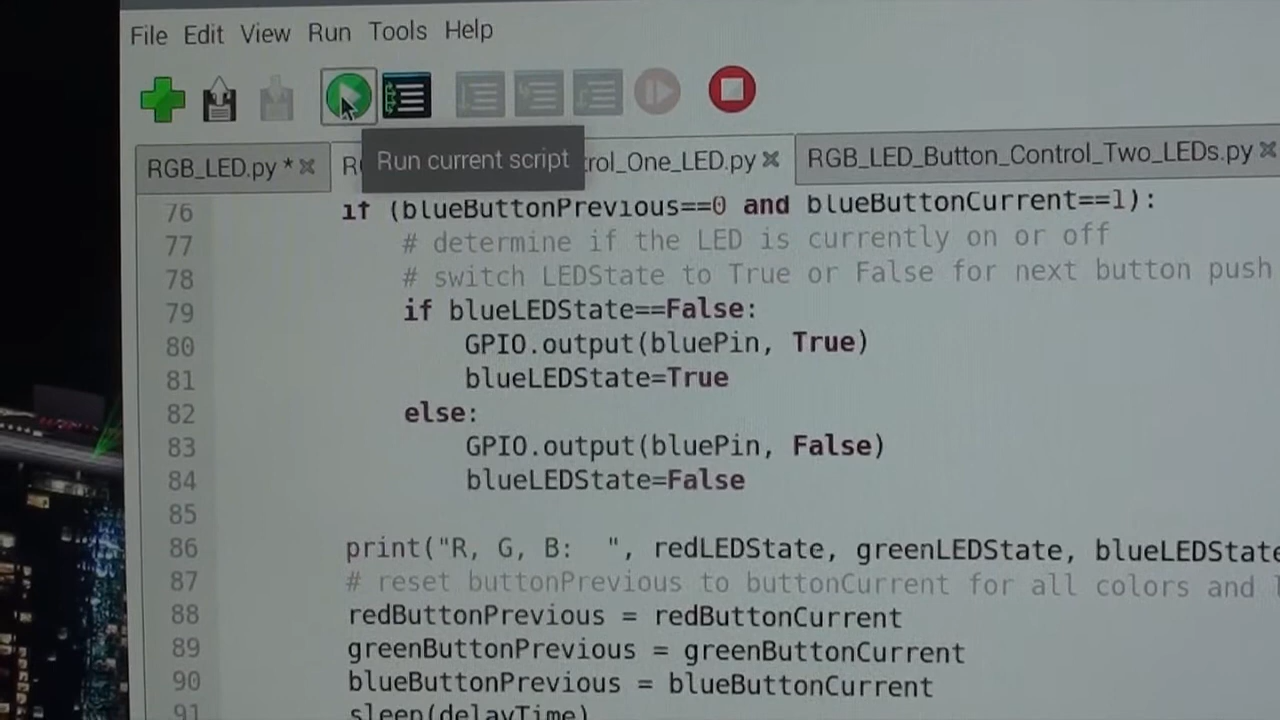 File Edit View Run Tools Help
Run current script
RGB_LED.py * R trol_One_LED.py RGB_LED_Button_Control_Two_LEDs.py
76 if (blueButtonPrevious==0 and blueButtonCurrent==1):
77 # determine if the LED is currently on or off
78 # switch LEDState to True or False for next button push
79 if blueLEDState==False:
80 GPIO.output(bluePin, True)
81 blueLEDState=True
82 else:
83 GPIO.output(bluePin, False)
84 blueLEDState=False
85
86 print("R, G, B:  ", redLEDState, greenLEDState, blueLEDState
87 # reset buttonPrevious to buttonCurrent for all colors and
88 redButtonPrevious = redButtonCurrent
89 greenButtonPrevious = greenButtonCurrent
90 blueButtonPrevious = blueButtonCurrent
91 sleep(delayTime)